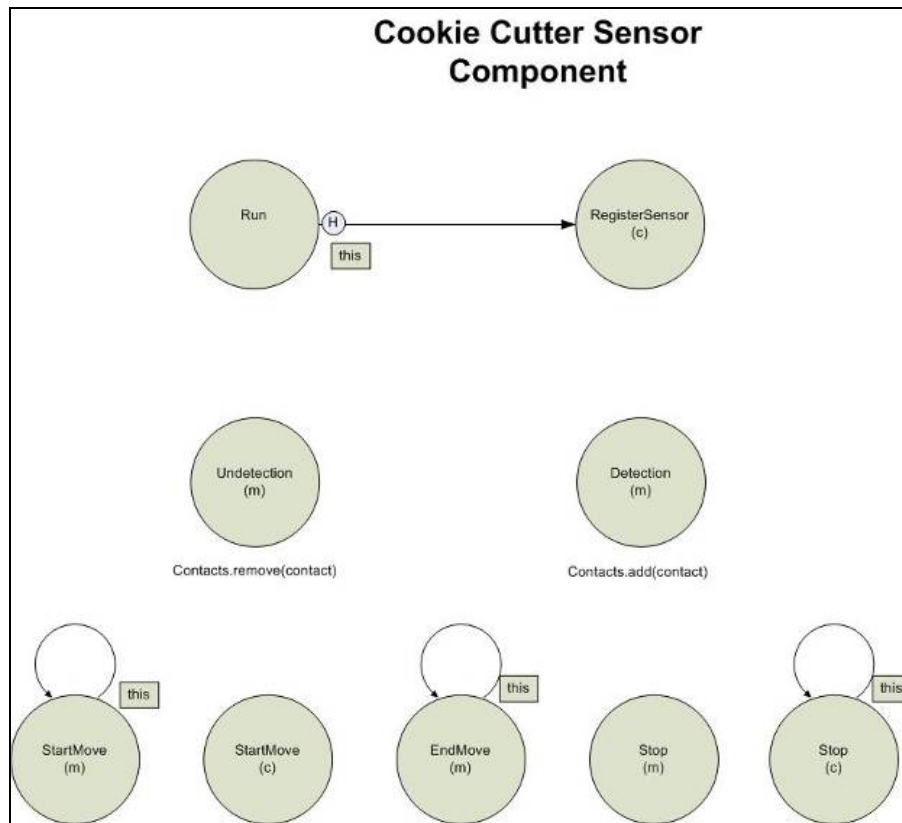 Cookie Cutter Sensor
Component
Run
H
this
RegisterSensor
(c)
Undetection
(m)
Detection
(m)
Contacts.remove(contact)
Contacts.add(contact)
this
this
this
StartMove
(m)
StartMove
(c)
EndMove
(m)
Stop
(m)
Stop
(c)